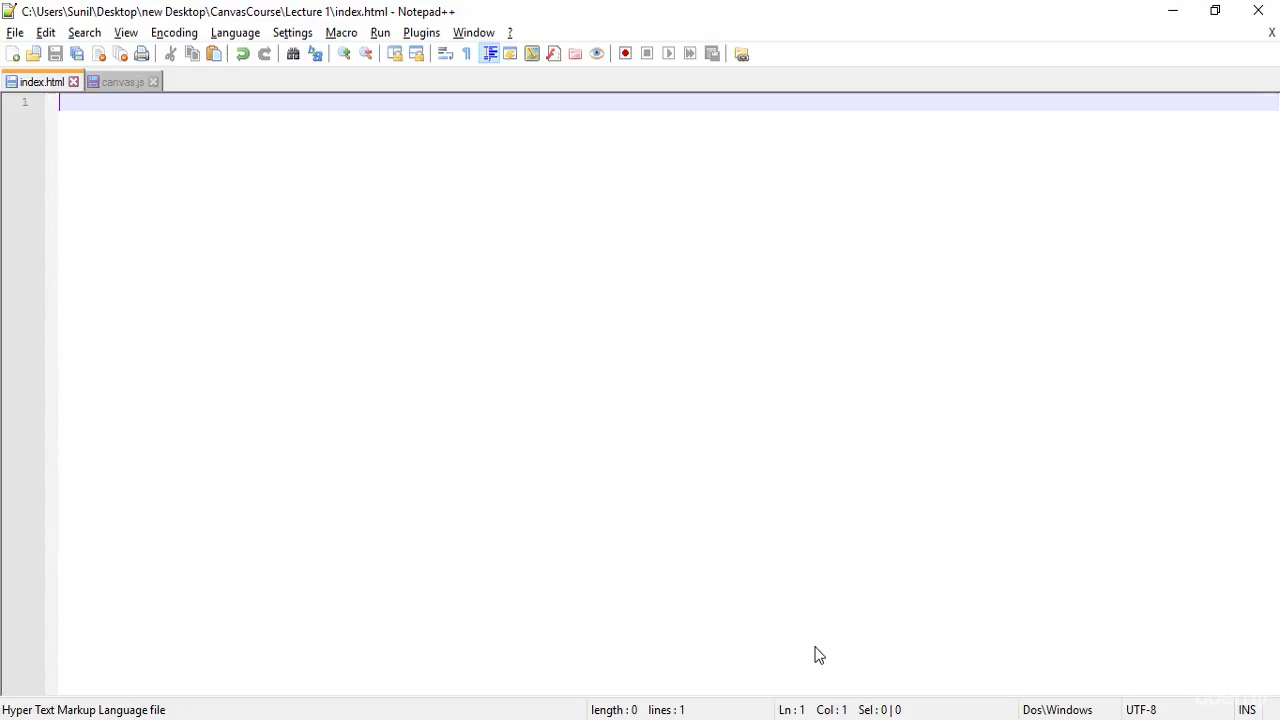 C:\Users\Sunil\Desktop\new Desktop\CanvasCourse\Lecture 1\index.html - Notepad++
File Edit Search View Encoding Language Settings Macro Run Plugins Window ? X
index.html canvas.js
1
Hyper Text Markup Language file length : 0 lines : 1 Ln : 1 Col : 1 Sel : 0 | 0 Dos\Windows UTF-8 INS